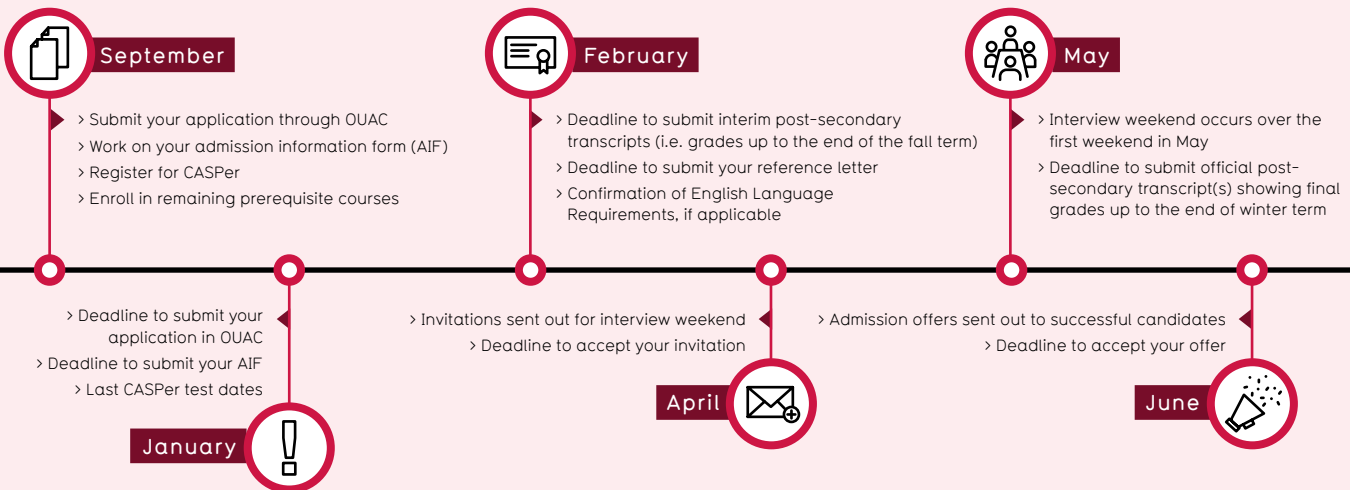 September
> Submit your application through OUAC
> Work on your admission information form (AIF)
> Register for CASPer
> Enroll in remaining prerequisite courses
> Deadline to submit your
application in OUAC
> Deadline to submit your AIF
> Last CASPer test dates
January
February
> Deadline to submit interim post-secondary
transcripts (i.e. grades up to the end of the fall term)
> Deadline to submit your reference letter
> Confirmation of English Language
Requirements, if applicable
> Invitations sent out for interview weekend
> Deadline to accept your invitation
April
May
> Interview weekend occurs over the
first weekend in May
> Deadline to submit official post-
secondary transcript(s) showing final
grades up to the end of winter term
> Admission offers sent out to successful candidates
> Deadline to accept your offer
June